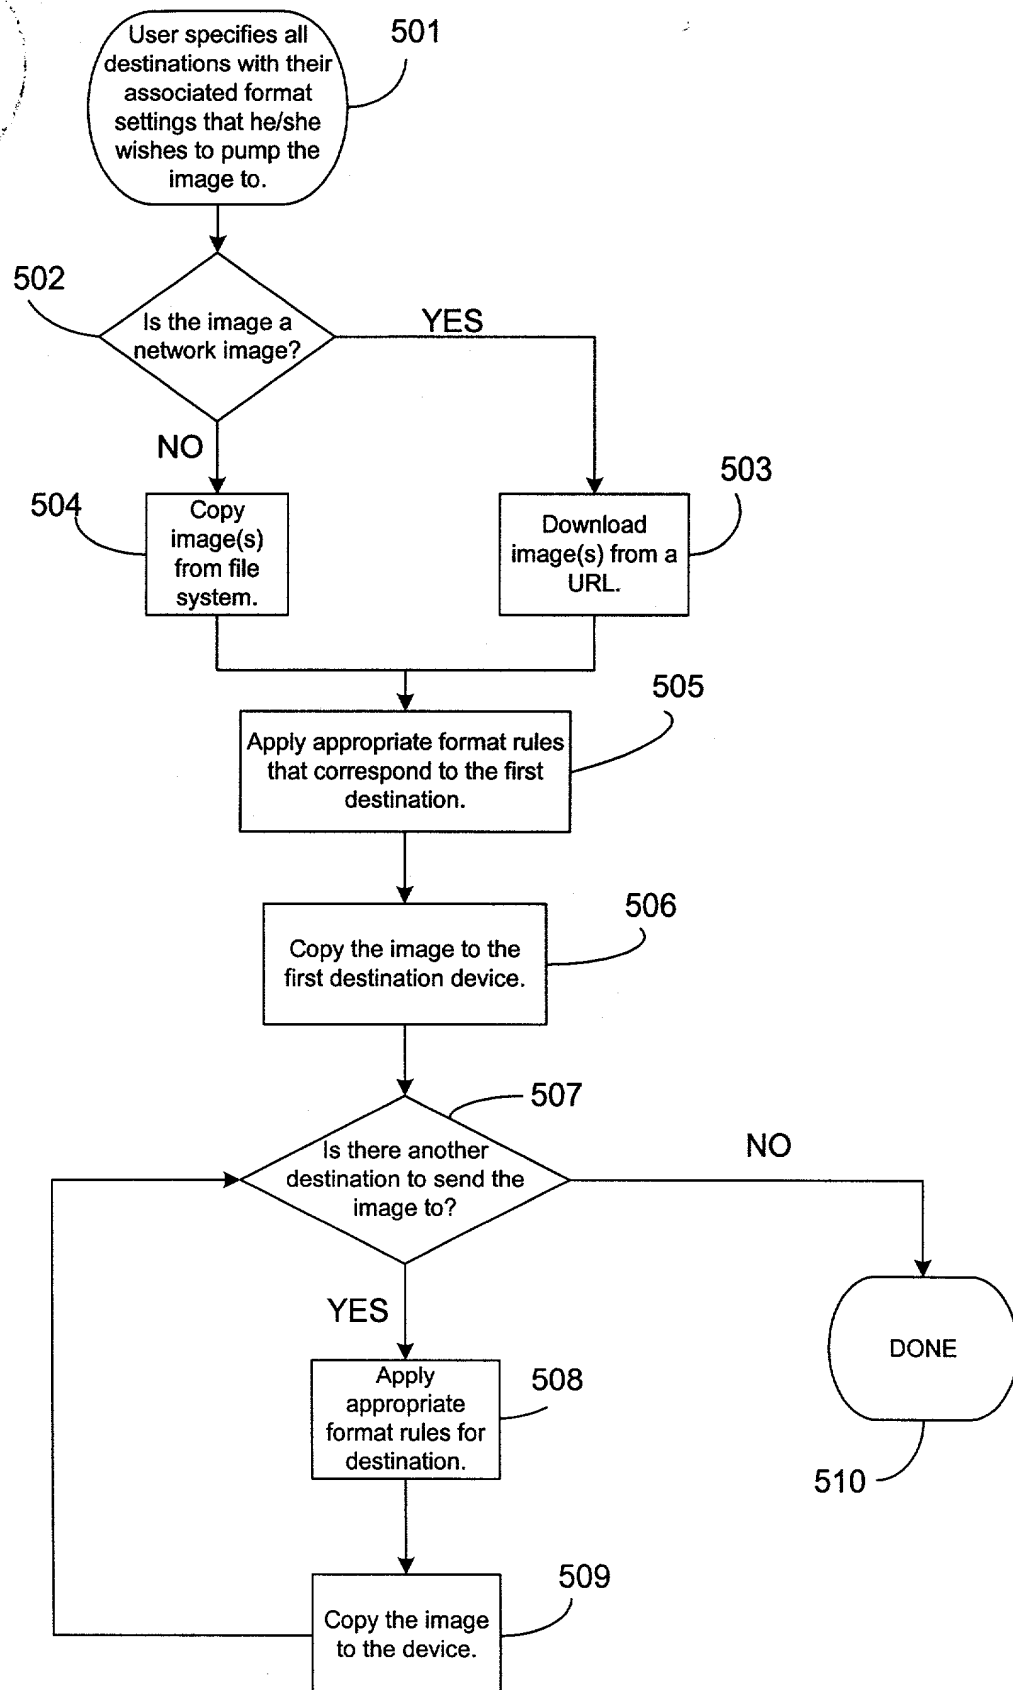 User specifies all
destinations with their
associated format
settings that he/she
wishes to pump the
image to.
501
502
Is the image a
network image?
YES
NO
504
Copy
image(s)
from file
system.
503
Download
image(s) from a
URL.
505
Apply appropriate format rules
that correspond to the first
destination.
506
Copy the image to the
first destination device.
507
Is there another
destination to send the
image to?
NO
YES
DONE
510
508
Apply
appropriate
format rules for
destination.
509
Copy the image
to the device.